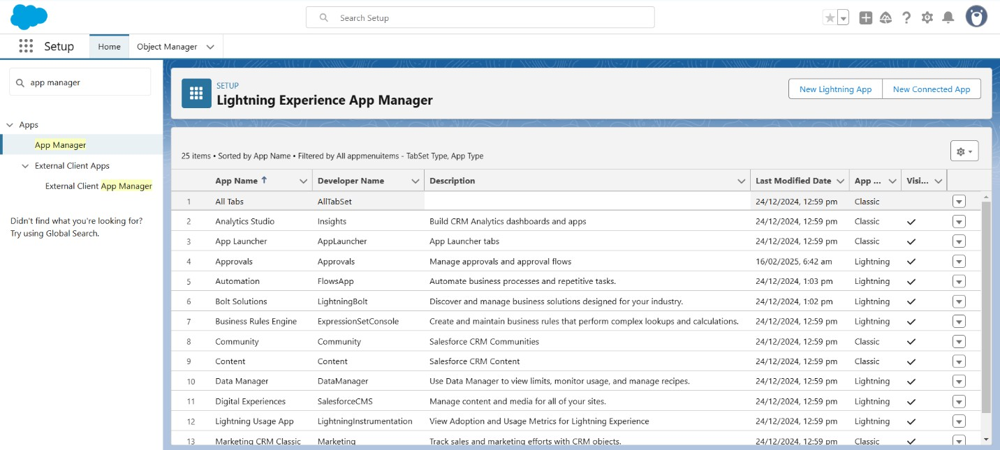 Search Setup
Setup
Home
Object Manager
app manager
Apps
App Manager
External Client Apps
External Client App Manager
Didn't find what you're looking for?
Try using Global Search.
SETUP
Lightning Experience App Manager
New Lightning App
New Connected App
25 items • Sorted by App Name • Filtered by All appmenuitems - TabSet Type, App Type
App Name Developer Name Description Last Modified Date App ... Visi...
1 All Tabs AllTabSet 24/12/2024, 12:59 pm Classic
2 Analytics Studio Insights Build CRM Analytics dashboards and apps 24/12/2024, 12:59 pm Classic
3 App Launcher AppLauncher App Launcher tabs 24/12/2024, 12:59 pm Classic
4 Approvals Approvals Manage approvals and approval flows 16/02/2025, 6:42 am Lightning
5 Automation FlowsApp Automate business processes and repetitive tasks. 24/12/2024, 1:03 pm Lightning
6 Bolt Solutions LightningBolt Discover and manage business solutions designed for your industry. 24/12/2024, 1:02 pm Lightning
7 Business Rules Engine ExpressionSetConsole Create and maintain business rules that perform complex lookups and calculations. 24/12/2024, 12:59 pm Lightning
8 Community Community Salesforce CRM Communities 24/12/2024, 12:59 pm Classic
9 Content Content Salesforce CRM Content 24/12/2024, 12:59 pm Classic
10 Data Manager DataManager Use Data Manager to view limits, monitor usage, and manage recipes. 24/12/2024, 12:59 pm Lightning
11 Digital Experiences SalesforceCMS Manage content and media for all of your sites. 24/12/2024, 12:59 pm Lightning
12 Lightning Usage App LightningInstrumentation View Adoption and Usage Metrics for Lightning Experience 24/12/2024, 12:59 pm Lightning
13 Marketing CRM Classic Marketing Track sales and marketing efforts with CRM objects. 24/12/2024, 12:59 pm Classic